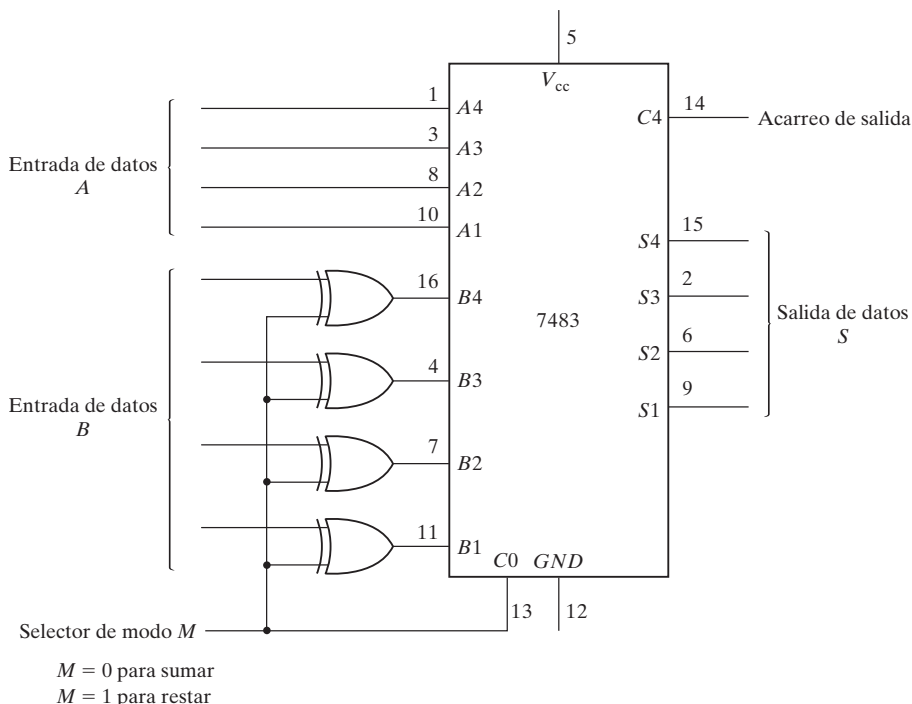 5
V_cc
1
A4
3
A3
8
A2
10
A1
Entrada de datos
A
C4
14
Acarreo de salida
16
B4
4
B3
7
B2
11
B1
Entrada de datos
B
7483
S4
15
S3
2
S2
6
S1
9
Salida de datos
S
C0
GND
13
12
Selector de modo M
M = 0 para sumar
M = 1 para restar